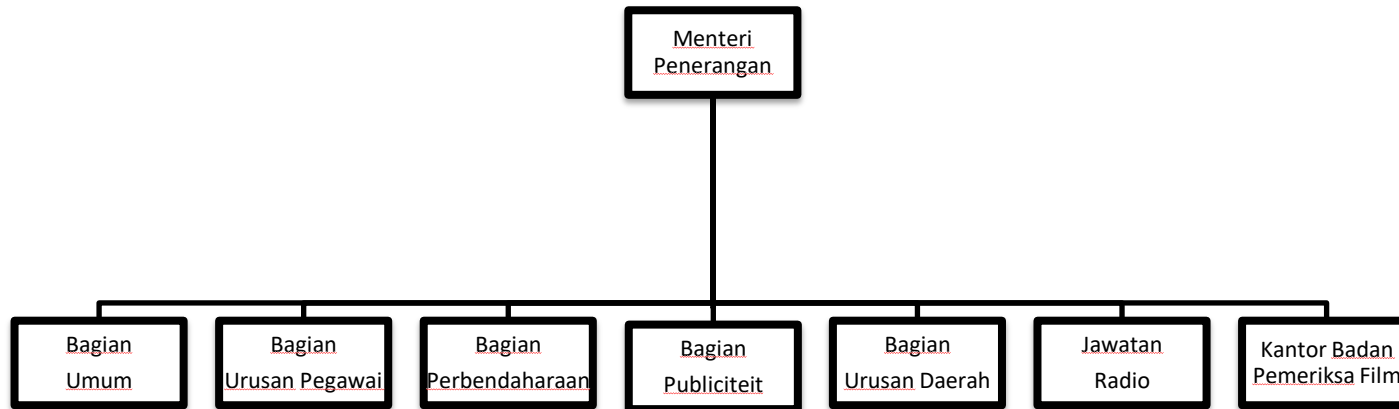 Menteri
Penerangan
Bagian
Umum
Bagian
Urusan Pegawai
Bagian
Perbendaharaan
Bagian
Publiciteit
Bagian
Urusan Daerah
Jawatan
Radio
Kantor Badan
Pemeriksa Film